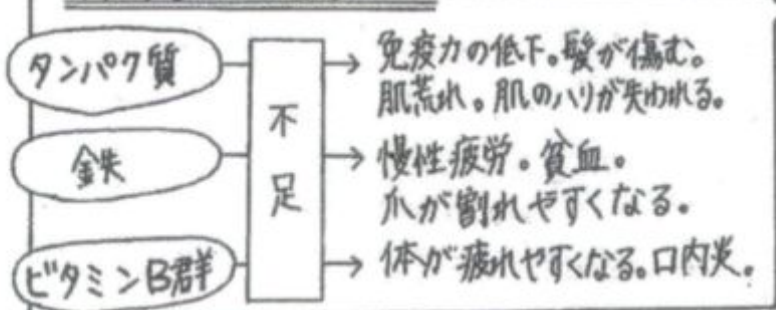 タンパク質
不足
免疫力の低下。髪が傷む。
肌荒れ。肌のハリが失われる。
鉄
慢性疲労。貧血。
爪が割れやすくなる。
ビタミンB群
体が疲れやすくなる。口内炎。